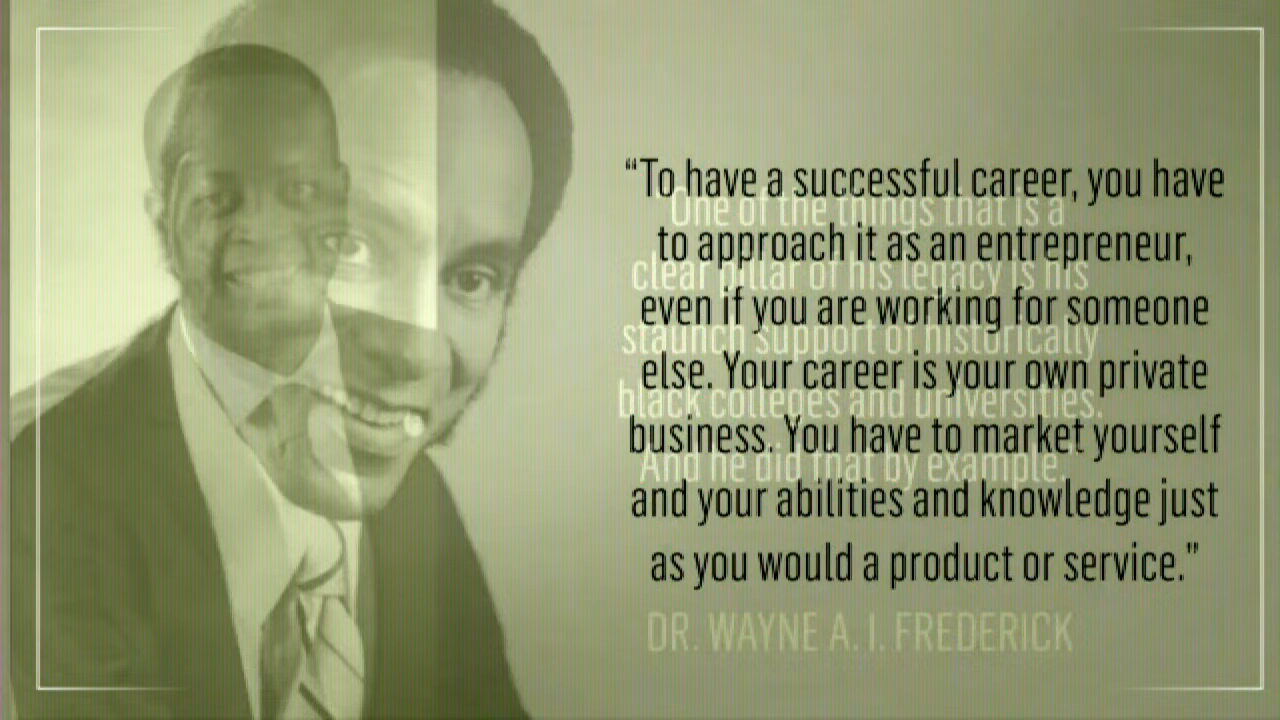 “To have a successful career, you have
to approach it as an entrepreneur,
even if you are working for someone
else. Your career is your own private
business. You have to market yourself
and your abilities and knowledge just
as you would a product or service.”
One of the things that is a
clear pillar of his legacy is his
staunch support of historically
black colleges and universities.
And he did that by example.”
DR. WAYNE A. I. FREDERICK